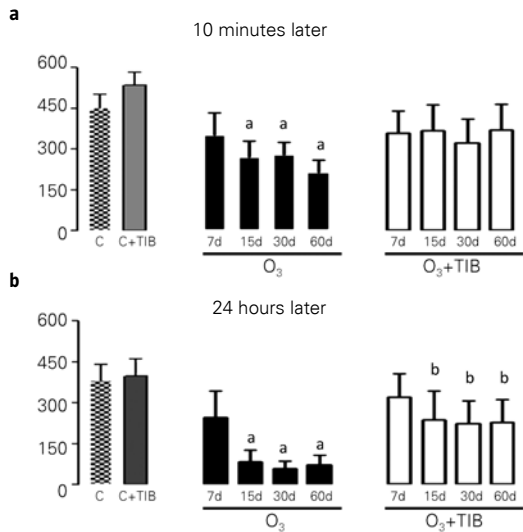 a
10 minutes later
600
450
300
150
0
a a a
C C+TIB 7d 15d 30d 60d 7d 15d 30d 60d
O₃ O₃+TIB
b
24 hours later
600
450
300
150
0
b b b
a a a
C C+TIB 7d 15d 30d 60d 7d 15d 30d 60d
O₃ O₃+TIB